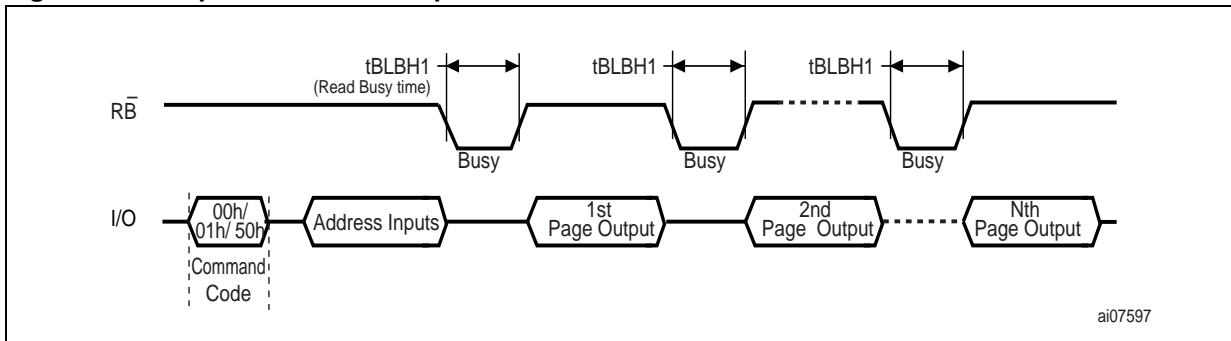 tBLBH1 tBLBH1 tBLBH1
(Read Busy time)
RB̅
Busy Busy Busy
I/O
00h/
01h/ 50h
Address Inputs
1st
Page Output
2nd
Page Output
Nth
Page Output
Command
Code
ai07597